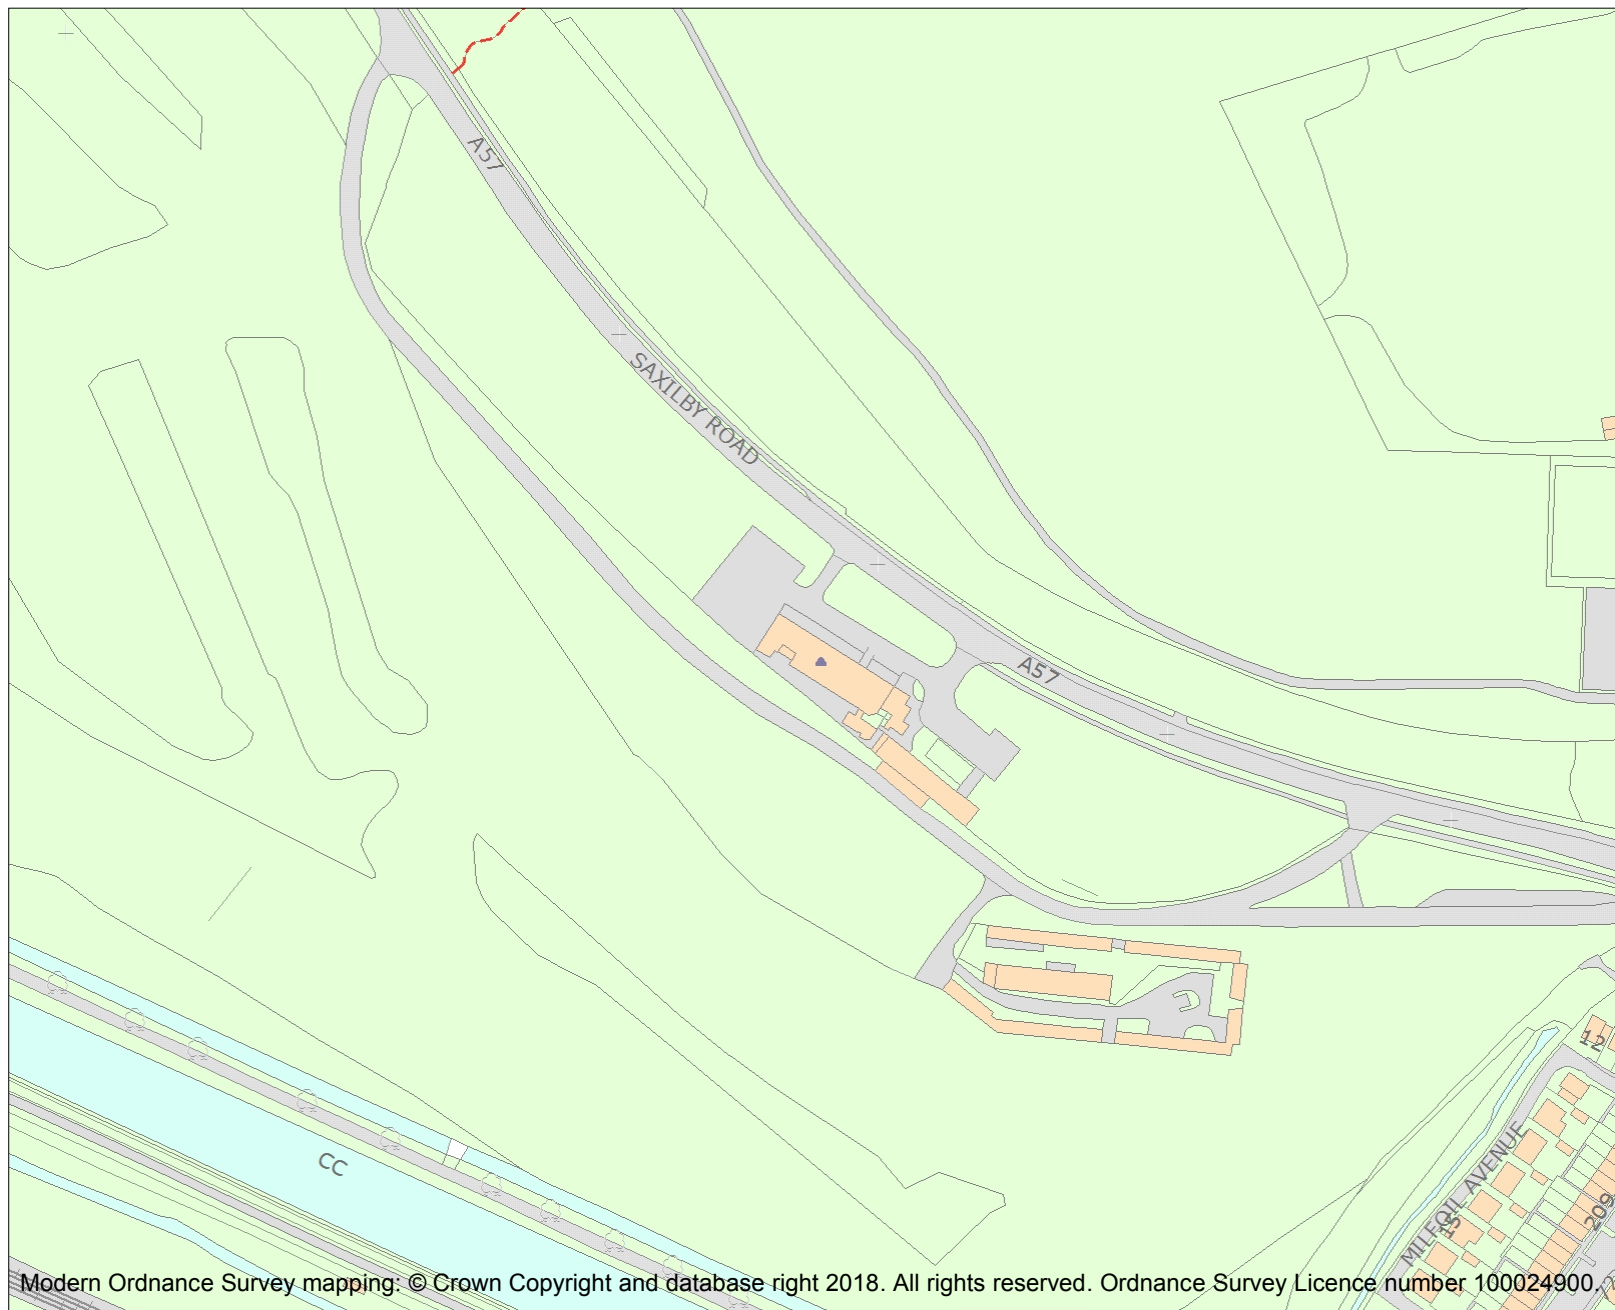 A57
SAXILBY ROAD
A57
12
MILFOIL AVENUE
15
209
CC
Modern Ordnance Survey mapping: © Crown Copyright and database right 2018. All rights reserved. Ordnance Survey Licence number 100024900.